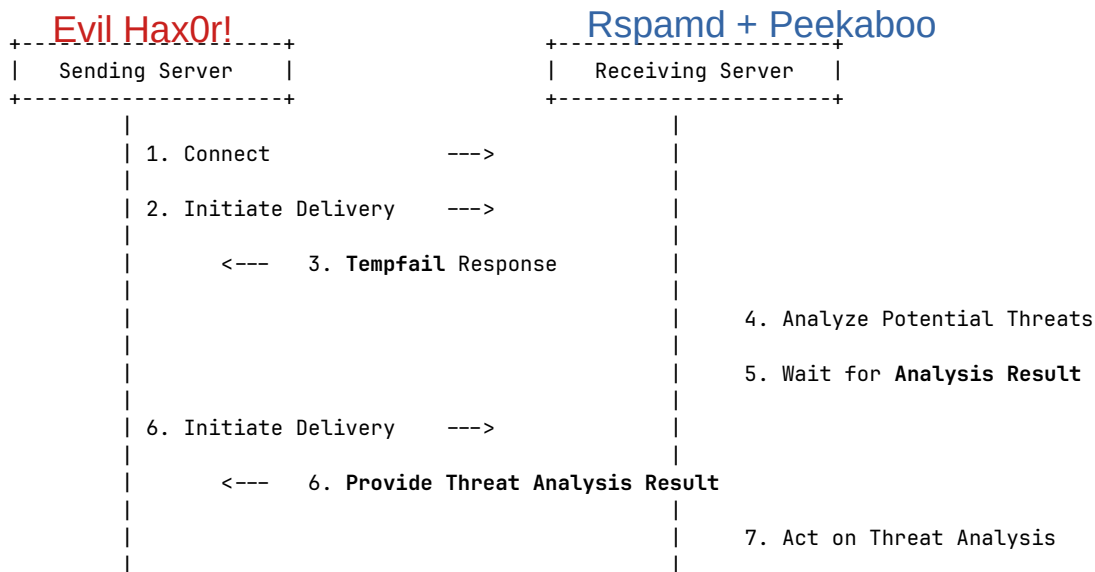 Evil Hax0r!
Rspamd + Peekaboo
Sending Server
Receiving Server
1. Connect --->
2. Initiate Delivery --->
<--- 3. Tempfail Response
4. Analyze Potential Threats
5. Wait for Analysis Result
6. Initiate Delivery --->
<--- 6. Provide Threat Analysis Result
7. Act on Threat Analysis